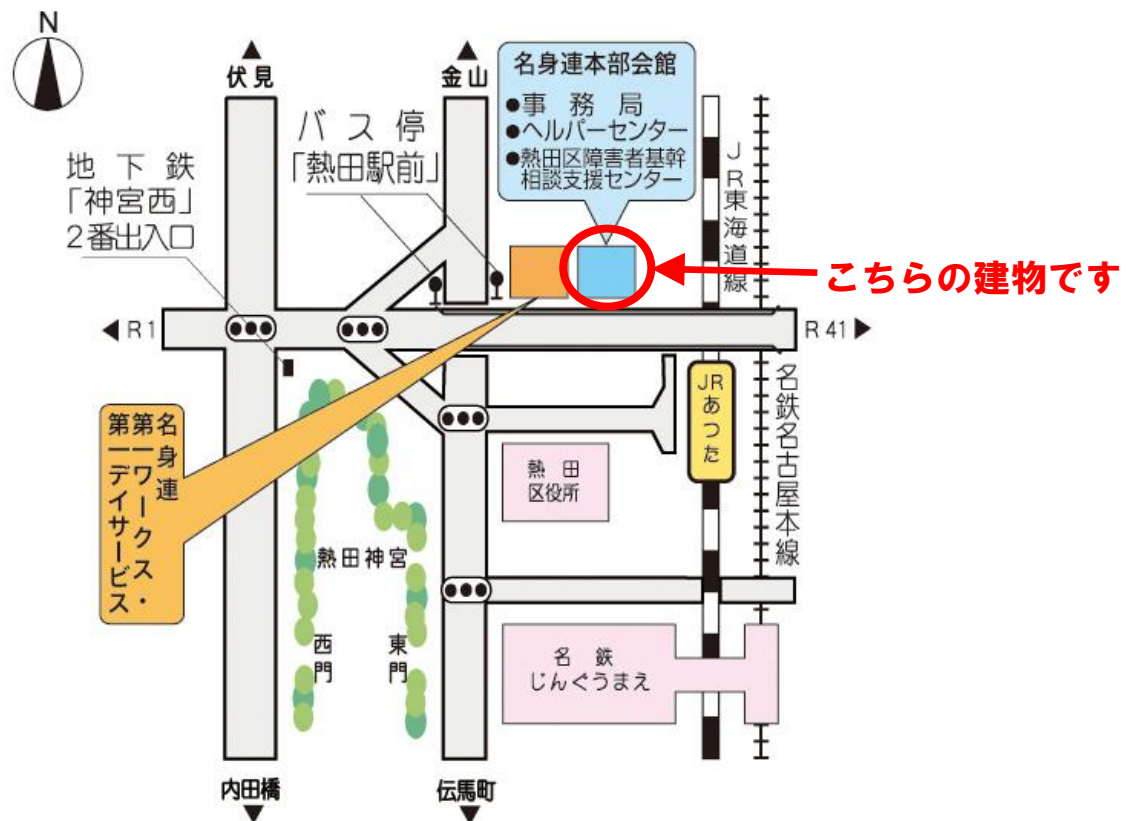 N
伏見
金山
名身連本部会館
●事務局
●ヘルパーセンター
●熱田区障害者基幹
相談支援センター
バス停
「熱田駅前」
地下鉄
「神宮西」
2番出入口
JR東海道線
こちらの建物です
R1
R41
JRあつた
名鉄名古屋本線
名身連
第一ワークス・
第一デイサービス
熱田
区役所
熱田神宮
西門
東門
名鉄
じんぐうまえ
内田橋
伝馬町